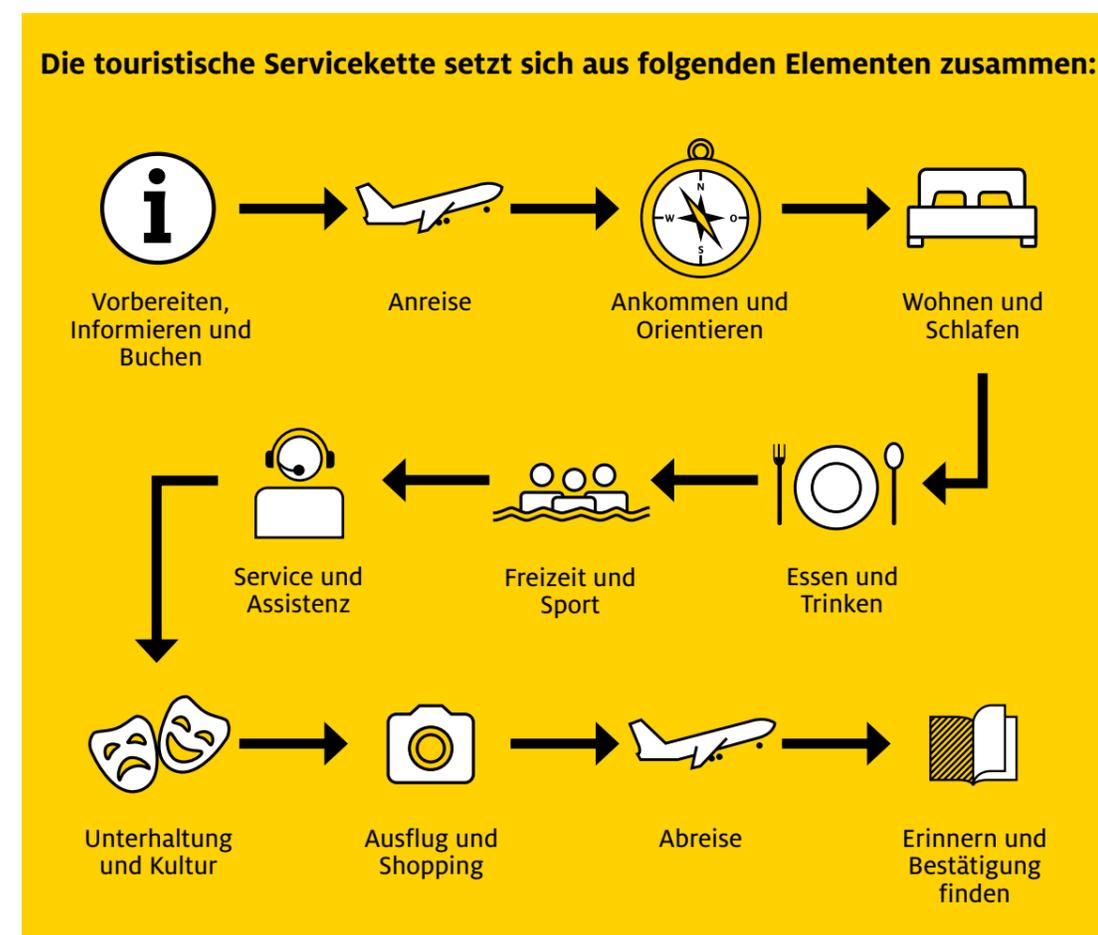 Die touristische Servicekette setzt sich aus folgenden Elementen zusammen:
N
W
O
S
Vorbereiten,
Informieren und
Buchen
Anreise
Ankommen und
Orientieren
Wohnen und
Schlafen
Service und
Assistenz
Freizeit und
Sport
Essen und
Trinken
Unterhaltung
und Kultur
Ausflug und
Shopping
Abreise
Erinnern und
Bestätigung
finden